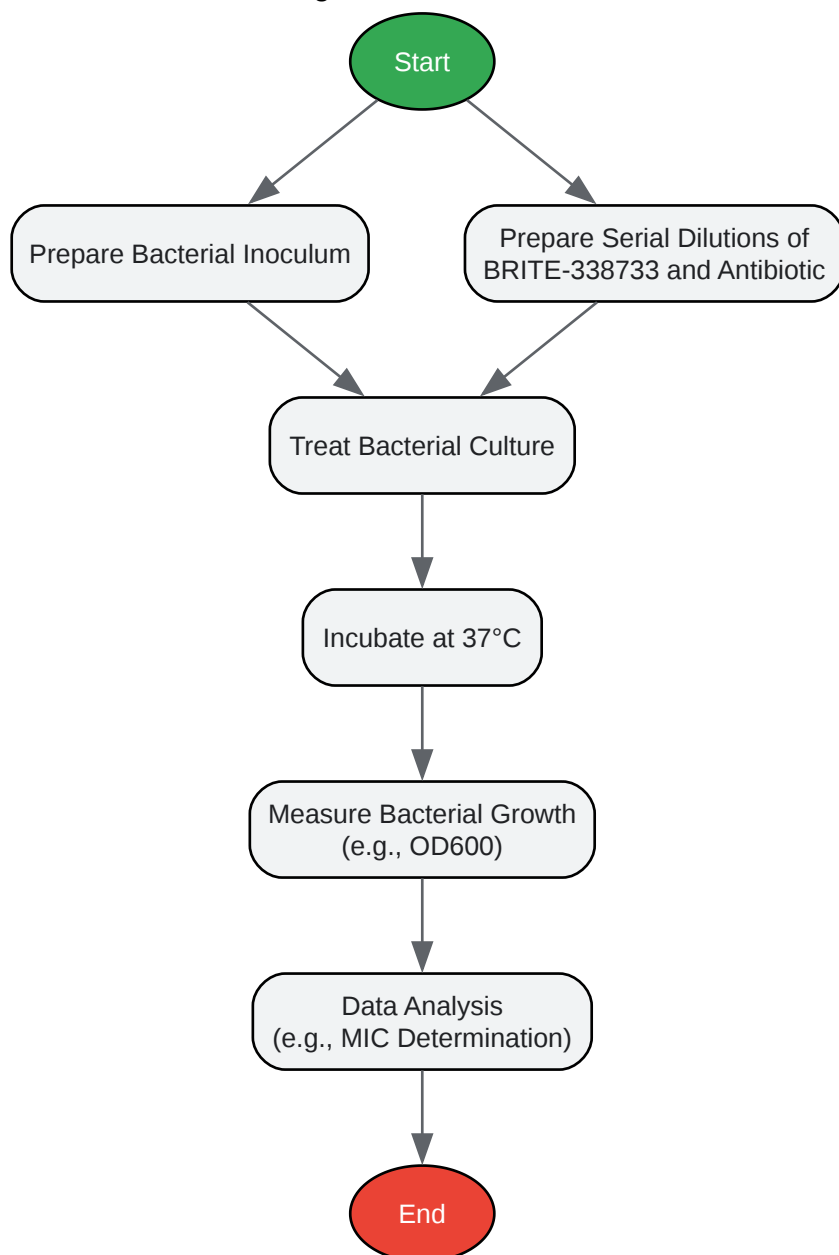 Start
Prepare Bacterial Inoculum
Prepare Serial Dilutions of
BRITE-338733 and Antibiotic
Treat Bacterial Culture
Incubate at 37°C
Measure Bacterial Growth
(e.g., OD600)
Data Analysis
(e.g., MIC Determination)
End